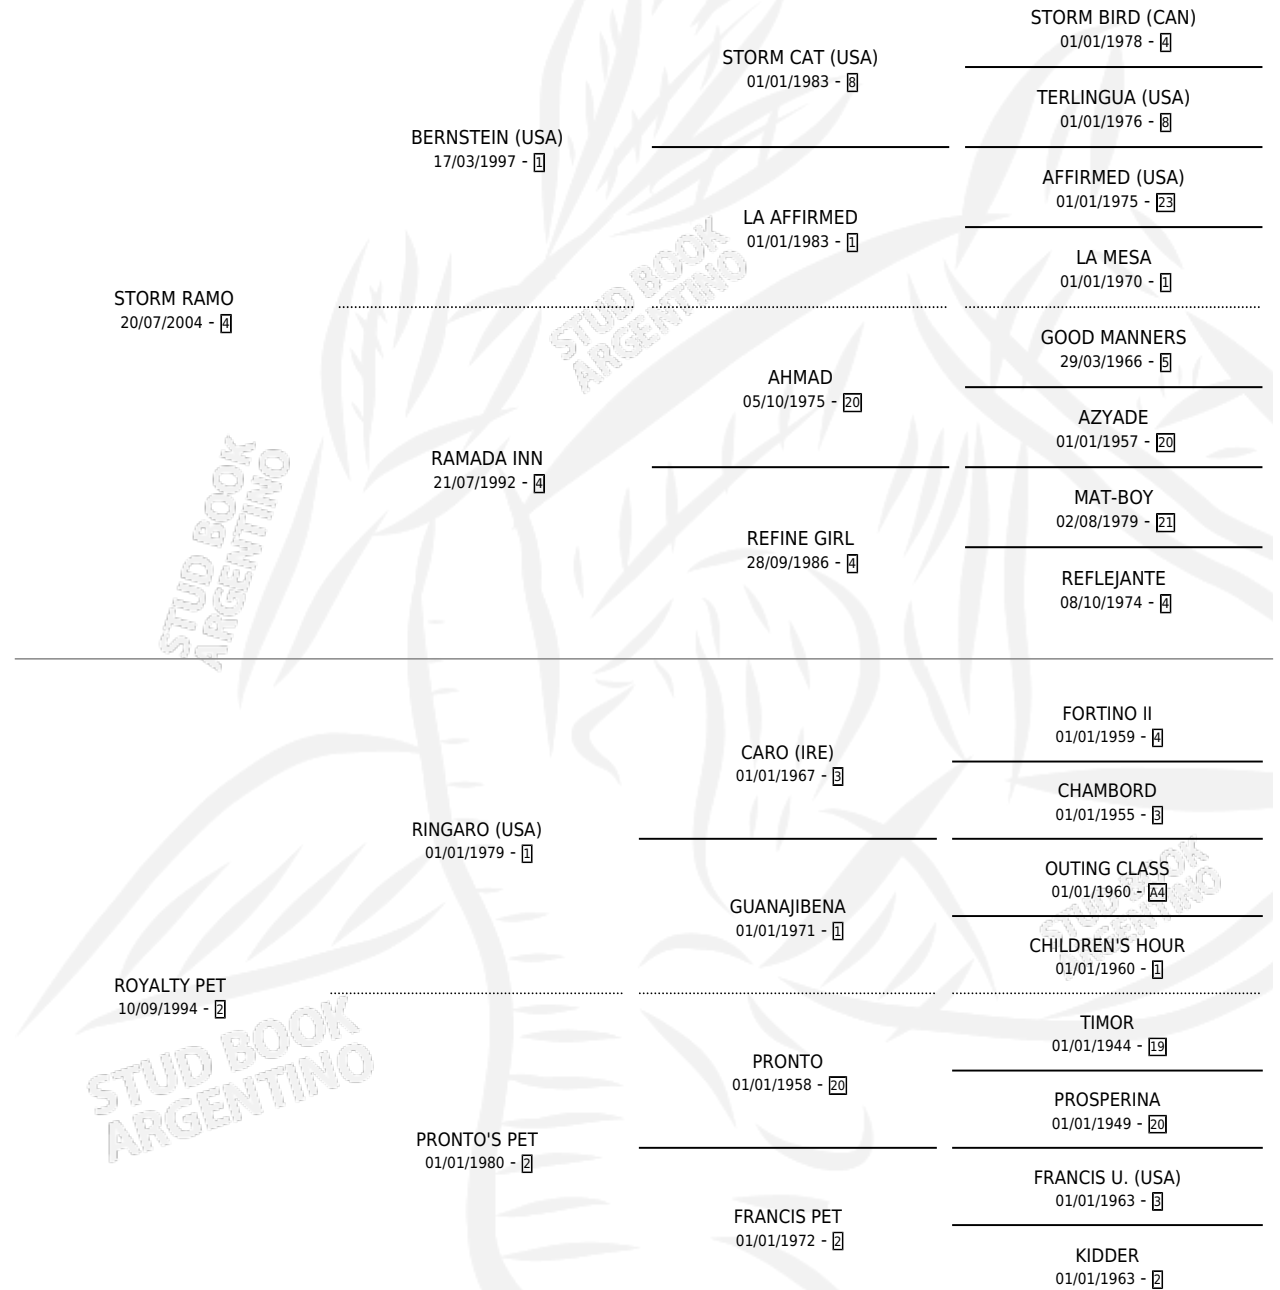 STORM BIRD (CAN)
01/01/1978 - 4
STORM CAT (USA)
01/01/1983 - 8
TERLINGUA (USA)
01/01/1976 - 8
BERNSTEIN (USA)
17/03/1997 - 1
AFFIRMED (USA)
01/01/1975 - 23
LA AFFIRMED
01/01/1983 - 1
LA MESA
01/01/1970 - 1
STORM RAMO
20/07/2004 - 4
GOOD MANNERS
29/03/1966 - 5
AHMAD
05/10/1975 - 20
AZYADE
01/01/1957 - 20
RAMADA INN
21/07/1992 - 4
MAT-BOY
02/08/1979 - 21
REFINE GIRL
28/09/1986 - 4
REFLEJANTE
08/10/1974 - 4
FORTINO II
01/01/1959 - 4
CARO (IRE)
01/01/1967 - 3
CHAMBORD
01/01/1955 - 3
RINGARO (USA)
01/01/1979 - 1
OUTING CLASS
01/01/1960 - A4
GUANAJIBENA
01/01/1971 - 1
CHILDREN'S HOUR
01/01/1960 - 1
ROYALTY PET
10/09/1994 - 2
TIMOR
01/01/1944 - 19
PRONTO
01/01/1958 - 20
PROSPERINA
01/01/1949 - 20
PRONTO'S PET
01/01/1980 - 2
FRANCIS U. (USA)
01/01/1963 - 3
FRANCIS PET
01/01/1972 - 2
KIDDER
01/01/1963 - 2
STUD BOOK
ARGENTINO
STUD BOOK
ARGENTINO
STUD BOOK
ARGENTINO
STUD BOOK
ARGENTINO